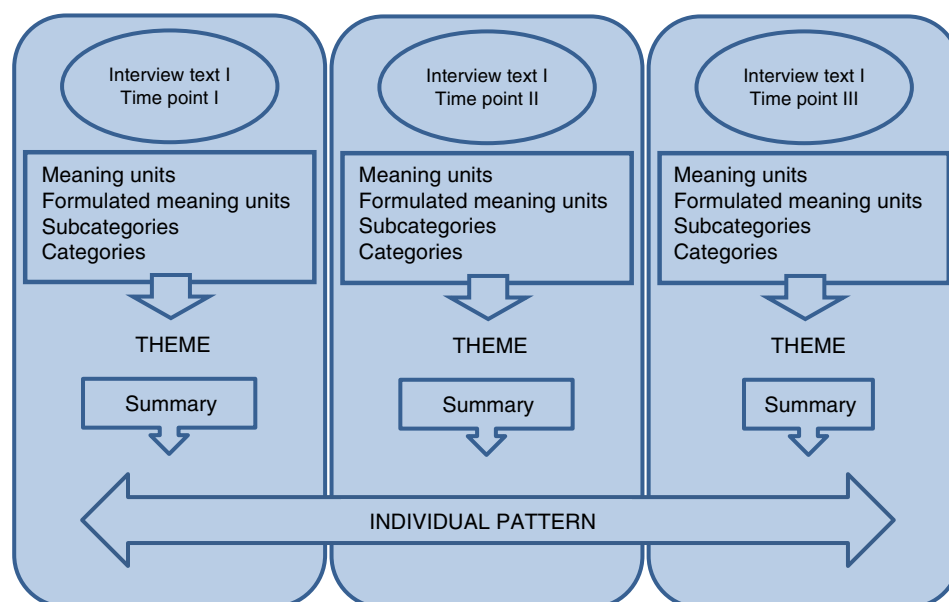 Interview text I
Time point I
Meaning units
Formulated meaning units
Subcategories
Categories
THEME
Summary
Interview text I
Time point II
Meaning units
Formulated meaning units
Subcategories
Categories
THEME
Summary
Interview text I
Time point III
Meaning units
Formulated meaning units
Subcategories
Categories
THEME
Summary
INDIVIDUAL PATTERN